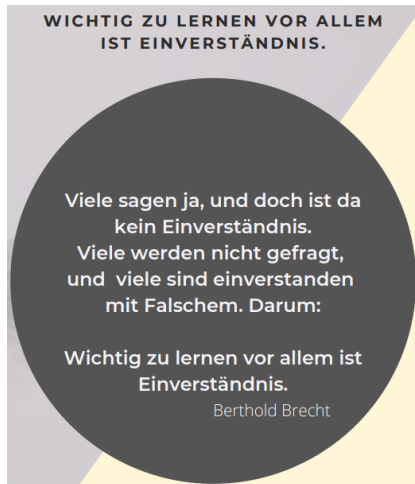 WICHTIG ZU LERNEN VOR ALLEM
IST EINVERSTÄNDNIS.
Viele sagen ja, und doch ist da
kein Einverständnis.
Viele werden nicht gefragt,
und  viele sind einverstanden
mit Falschem. Darum:
Wichtig zu lernen vor allem ist
Einverständnis.
Berthold Brecht